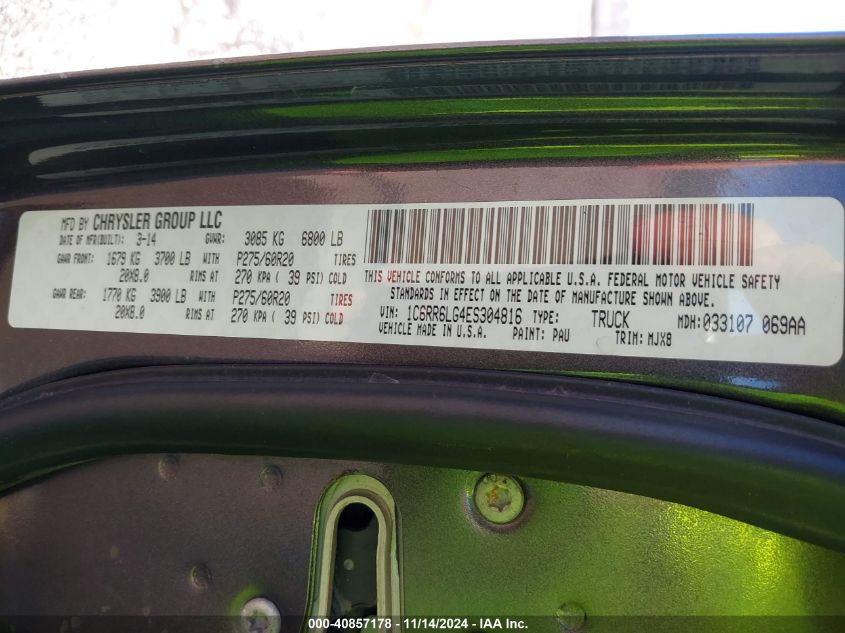 MFD BY CHRYSLER GROUP LLC
DATE OF MFR(BUILT): 3-14 GVWR: 3085 KG 6800 LB
GAWR FRONT: 1679 KG 3700 LB WITH P275/60R20 TIRES
20X8.0 RIMS AT 270 KPA ( 39 PSI) COLD
GAWR REAR: 1770 KG 3900 LB WITH P275/60R20 TIRES
20X8.0 RIMS AT 270 KPA ( 39 PSI) COLD
THIS VEHICLE CONFORMS TO ALL APPLICABLE U.S.A. FEDERAL MOTOR VEHICLE SAFETY
STANDARDS IN EFFECT ON THE DATE OF MANUFACTURE SHOWN ABOVE.
VIN: 1C6RR6LG4ES304816 TYPE: TRUCK MDH: 033107 069AA
VEHICLE MADE IN U.S.A. PAINT: PAU TRIM: MJX8
000-40857178 - 11/14/2024 - IAA Inc.